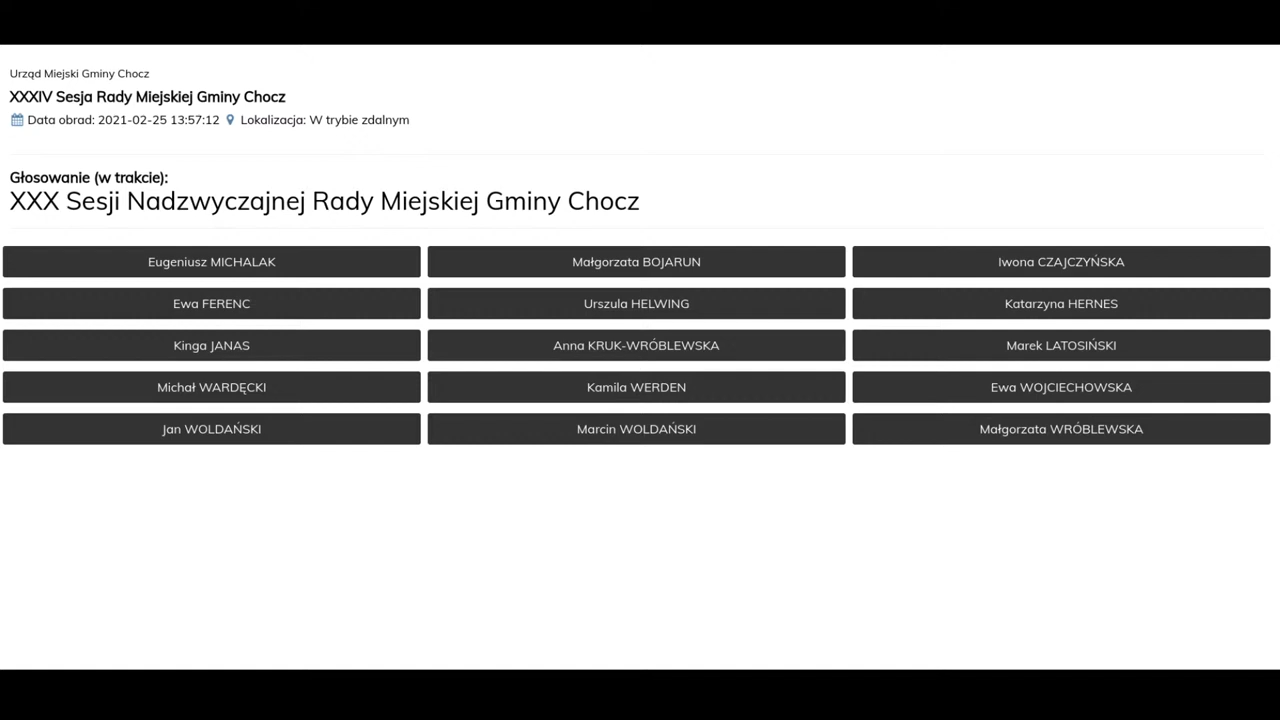 Urząd Miejski Gminy Chocz
XXXIV Sesja Rady Miejskiej Gminy Chocz
Data obrad: 2021-02-25 13:57:12 Lokalizacja: W trybie zdalnym
Głosowanie (w trakcie):
XXX Sesji Nadzwyczajnej Rady Miejskiej Gminy Chocz
Eugeniusz MICHALAK Małgorzata BOJARUN Iwona CZAJCZYŃSKA
Ewa FERENC Urszula HELWING Katarzyna HERNES
Kinga JANAS Anna KRUK-WRÓBLEWSKA Marek LATOSIŃSKI
Michał WARDĘCKI Kamila WERDEN Ewa WOJCIECHOWSKA
Jan WOLDAŃSKI Marcin WOLDAŃSKI Małgorzata WRÓBLEWSKA